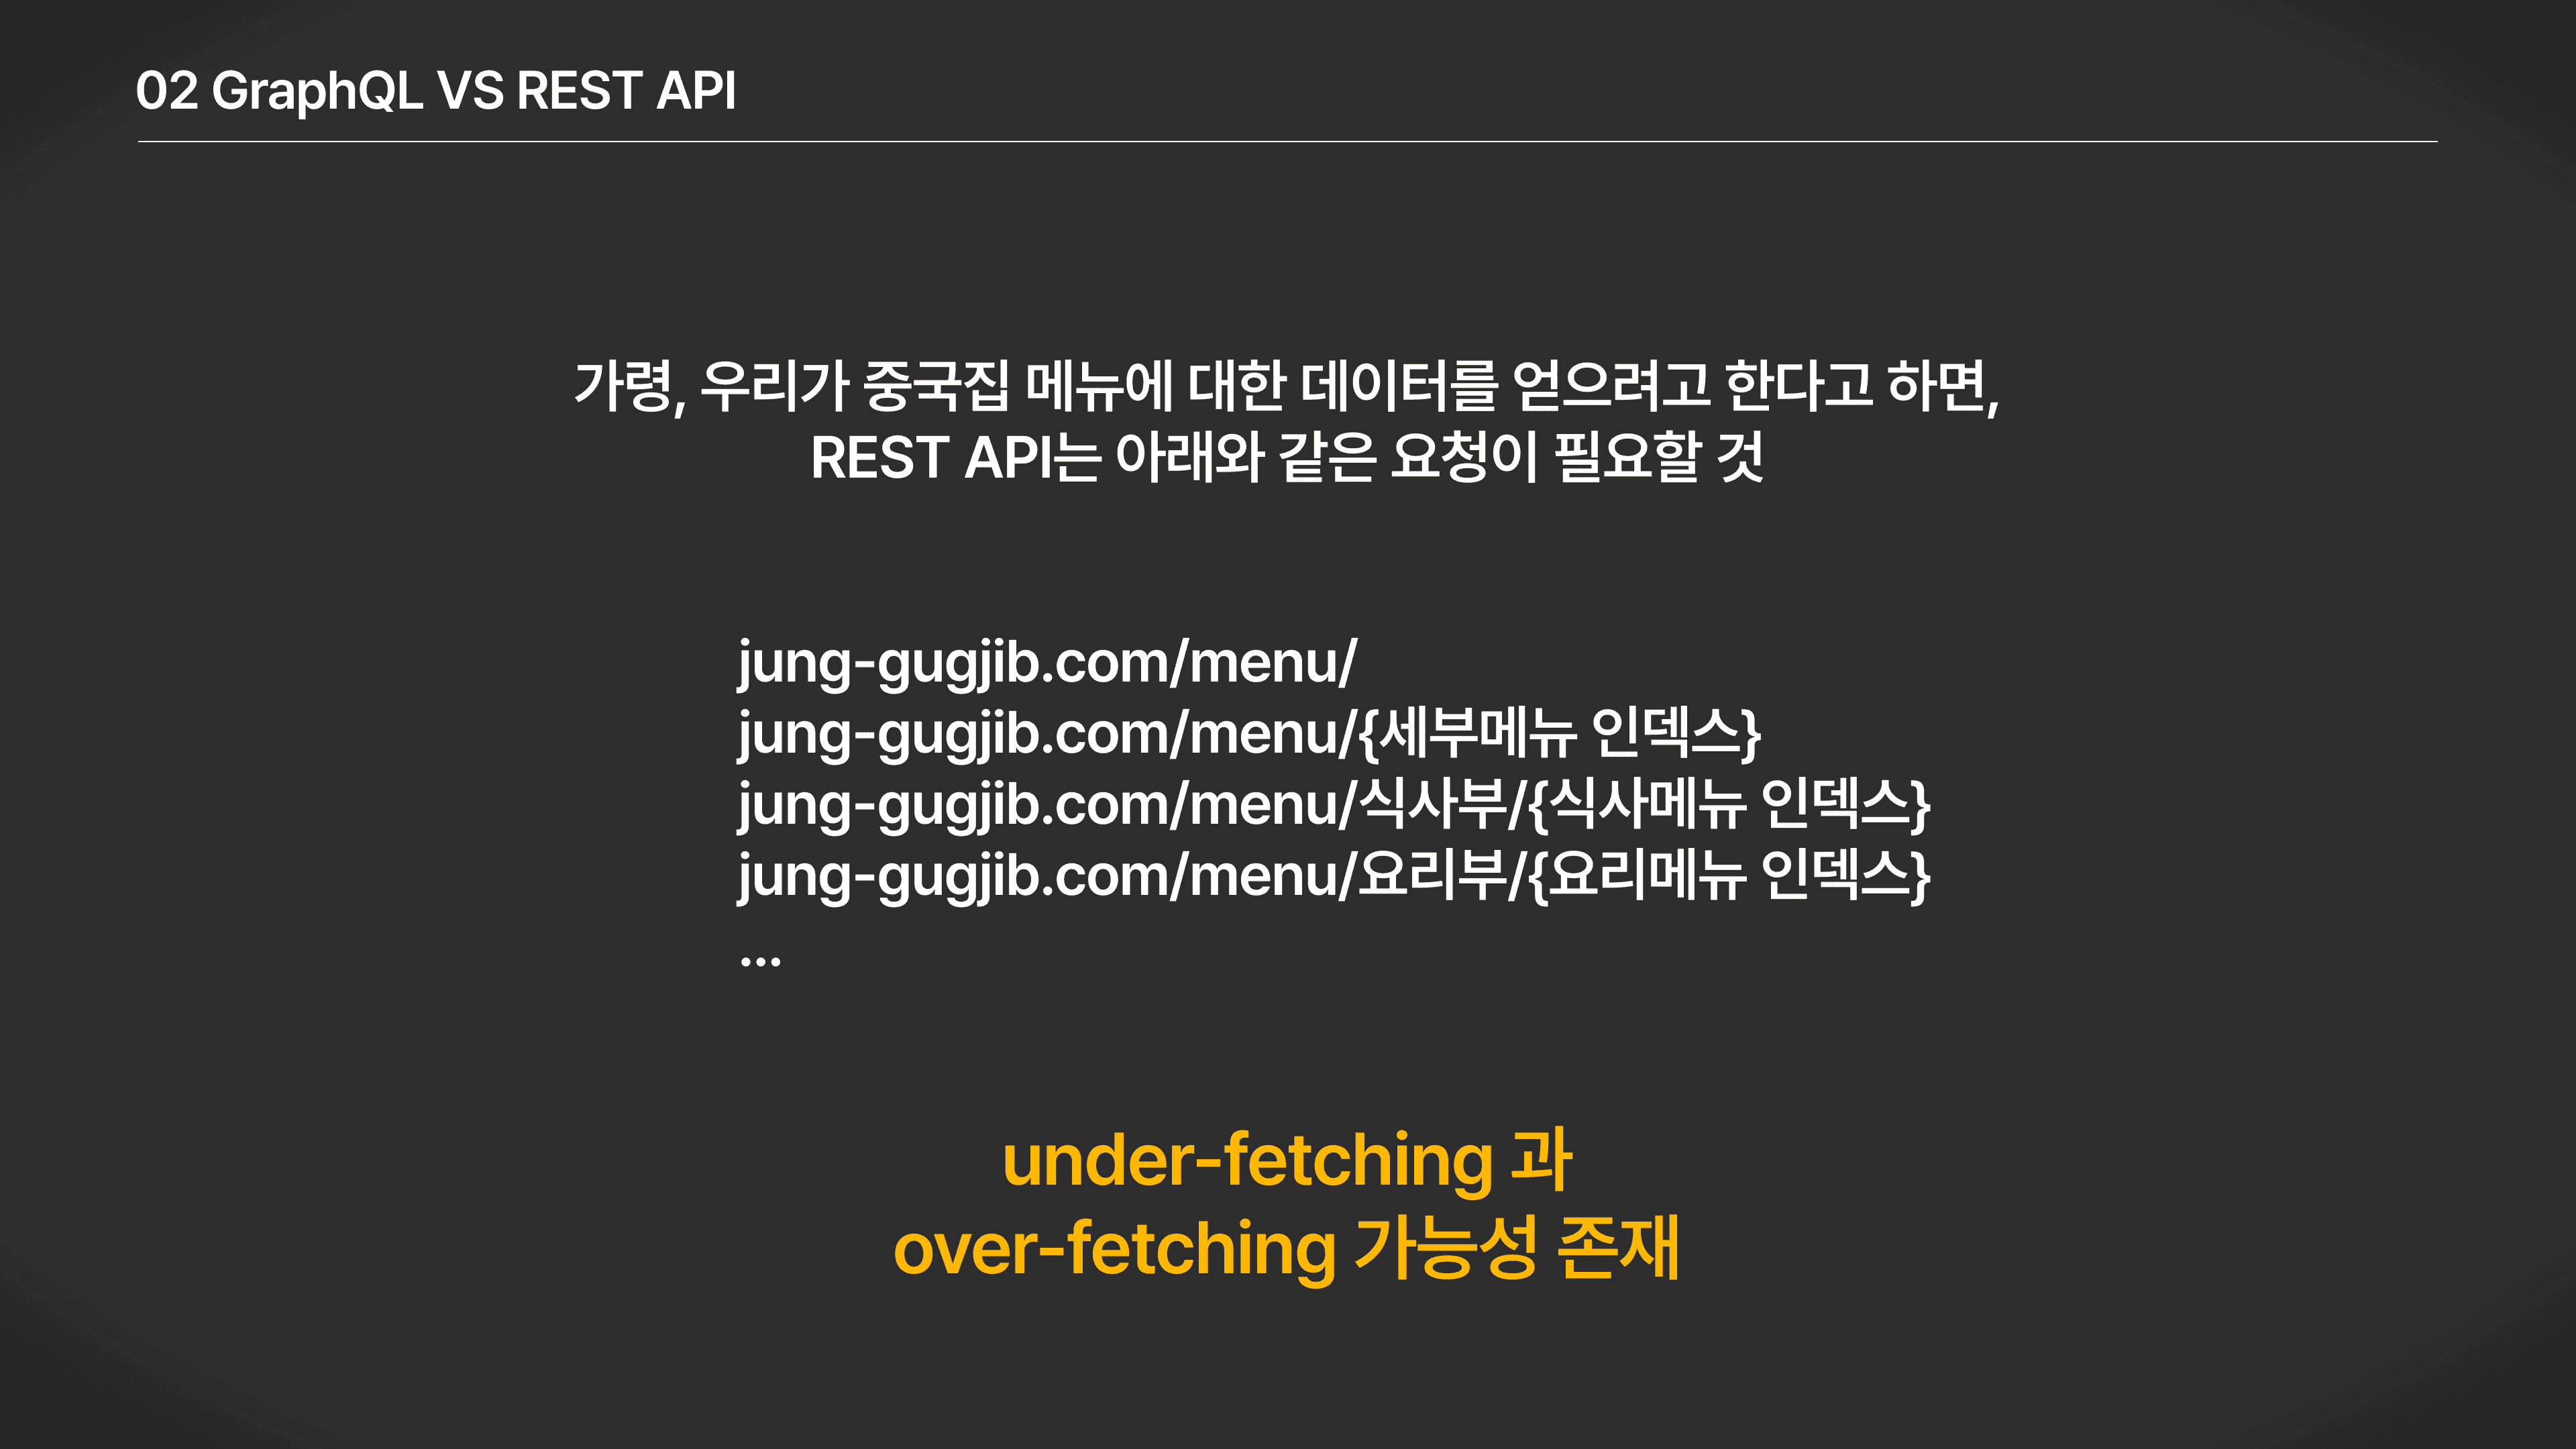 02 GraphQL VS REST API
가령, 우리가 중국집 메뉴에 대한 데이터를 얻으려고 한다고 하면,
REST API는 아래와 같은 요청이 필요할 것
jung-gugjib.com/menu/
jung-gugjib.com/menu/{세부메뉴 인덱스}
jung-gugjib.com/menu/식사부/{식사메뉴 인덱스}
jung-gugjib.com/menu/요리부/{요리메뉴 인덱스}
...
under-fetching 과
over-fetching 가능성 존재